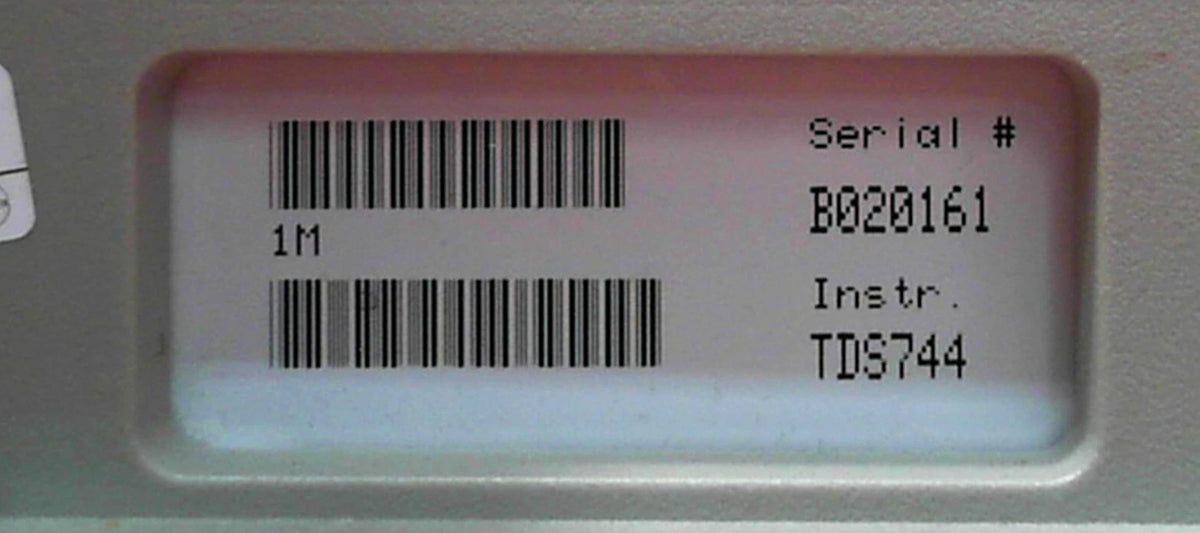 1M
Serial #
B020161
Instr.
TDS744